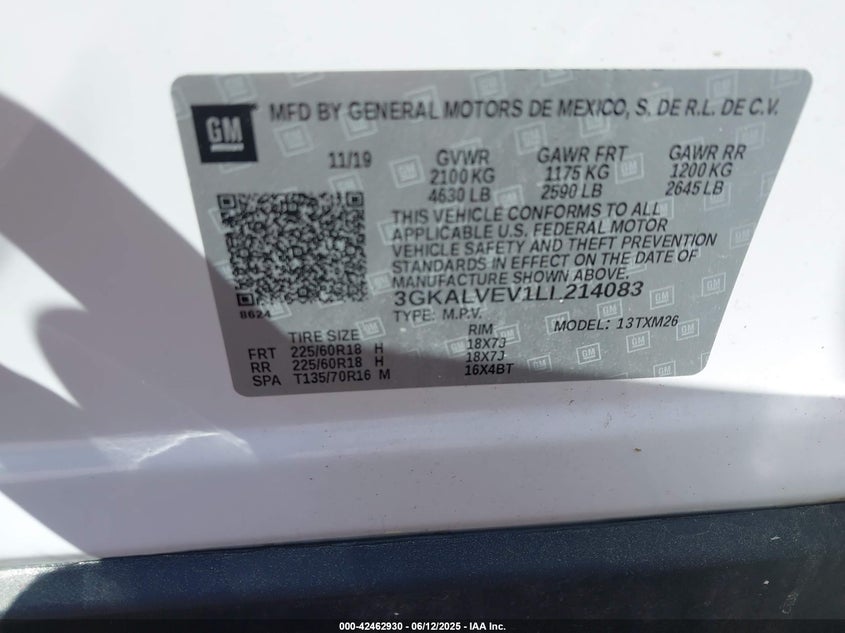 GM
MFD BY GENERAL MOTORS DE MEXICO, S. DE R.L. DE C.V.
11/19 GVWR GAWR FRT GAWR RR
2100 KG 1175 KG 1200 KG
4630 LB 2590 LB 2645 LB
THIS VEHICLE CONFORMS TO ALL
APPLICABLE U.S. FEDERAL MOTOR
VEHICLE SAFETY AND THEFT PREVENTION
STANDARDS IN EFFECT ON THE DATE OF
MANUFACTURE SHOWN ABOVE.
3GKALVEV1LL214083
8624
TYPE: M.P.V. MODEL: 13TXM26
TIRE SIZE RIM
FRT 225/60R18 H 18X7J
RR 225/60R18 H 18X7J
SPA T135/70R16 M 16X4BT
000-42462930 - 06/12/2025 - IAA Inc.